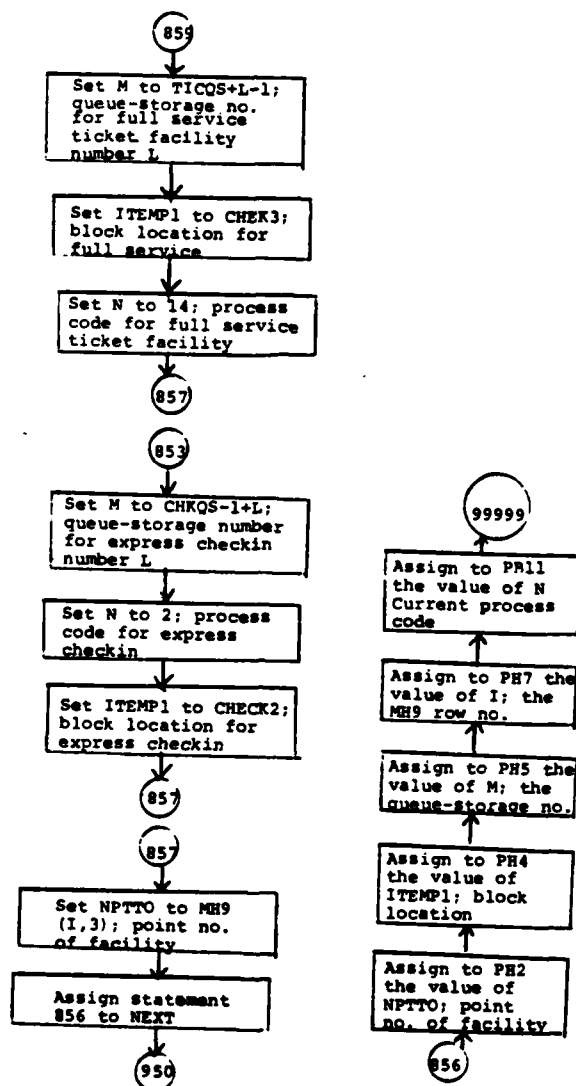 859
Set M to TICQS+L-1;
queue-storage no.
for full service
ticket facility
number L
Set ITEMP1 to CHEK3;
block location for
full service
Set N to 14; process
code for full service
ticket facility
857
853
Set M to CHKQS-1+L;
queue-storage number
for express checkin
number L
Set N to 2; process
code for express
checkin
Set ITEMP1 to CHECK2;
block location for
express checkin
857
857
Set NPTTO to MH9
(I,3); point no.
of facility
Assign statement
856 to NEXT
950
99999
Assign to PB11
the value of N
Current process
code
Assign to PH7 the
value of I; the
MH9 row no.
Assign to PH5 the
value of M; the
queue-storage no.
Assign to PH4
the value of
ITEMP1; block
location
Assign to PH2
the value of
NPTTO; point
no. of facility
856